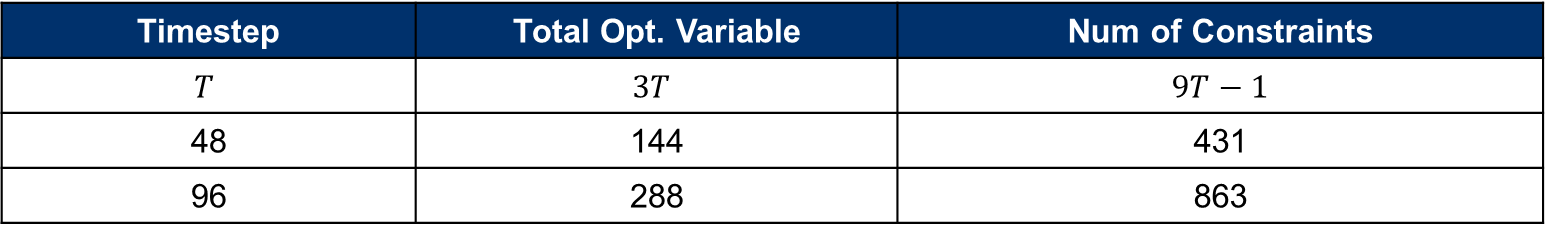 Timestep Total Opt. Variable Num of Constraints
T 3T 9T − 1
48 144 431
96 288 863